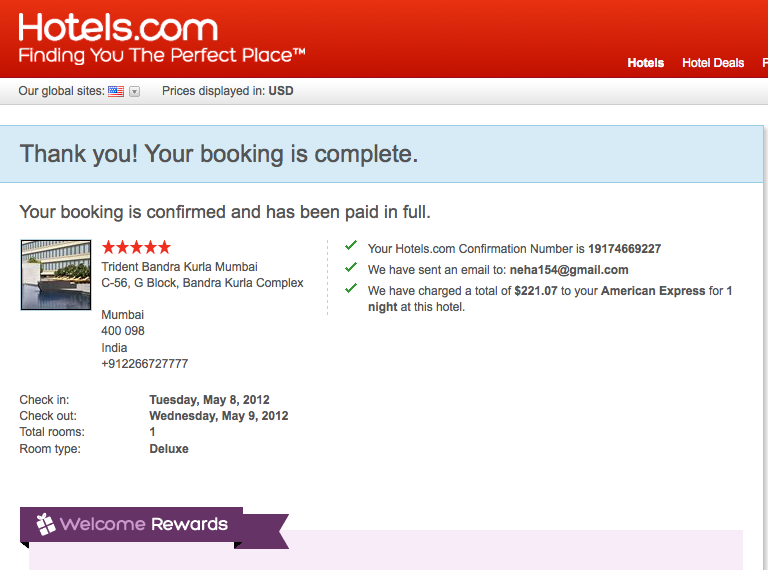 Hotels.com
Finding You The Perfect Place™
Hotels
Hotel Deals
Our global sites:
Prices displayed in: USD
Thank you! Your booking is complete.
Your booking is confirmed and has been paid in full.
Trident Bandra Kurla Mumbai
C-56, G Block, Bandra Kurla Complex
Mumbai
400 098
India
+912266727777
Your Hotels.com Confirmation Number is 19174669227
We have sent an email to: neha154@gmail.com
We have charged a total of $221.07 to your American Express for 1
night at this hotel.
Check in: Tuesday, May 8, 2012
Check out: Wednesday, May 9, 2012
Total rooms: 1
Room type: Deluxe
Welcome Rewards